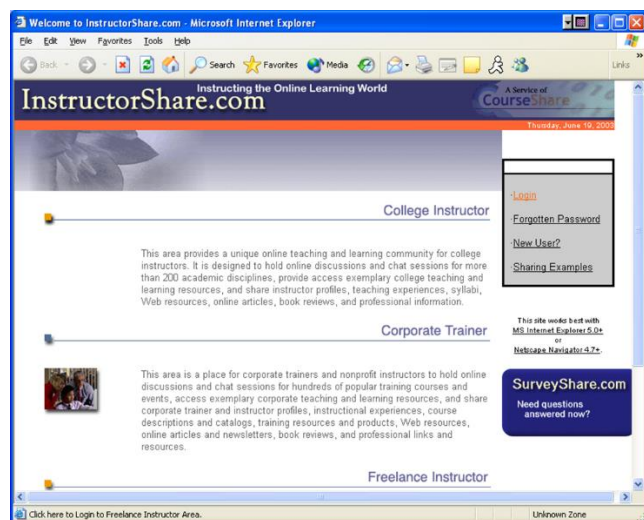 Welcome to InstructorShare.com - Microsoft Internet Explorer
File Edit View Favorites Tools Help
Back Search Favorites Media Links
Instructing the Online Learning World
InstructorShare.com
A Service of
CourseShare
Thursday, June 19, 2003
College Instructor
This area provides a unique online teaching and learning community for college
instructors. It is designed to hold online discussions and chat sessions for more
than 200 academic disciplines, provide access exemplary college teaching and
learning resources, and share instructor profiles, teaching experiences, syllabi,
Web resources, online articles, book reviews, and professional information.
Corporate Trainer
This area is a place for corporate trainers and nonprofit instructors to hold online
discussions and chat sessions for hundreds of popular training courses and
events, access exemplary corporate teaching and learning resources, and share
corporate trainer and instructor profiles, instructional experiences, course
descriptions and catalogs, training resources and products, Web resources,
online articles and newsletters, book reviews, and professional links and
resources.
Freelance Instructor
·Login
·Forgotten Password
·New User?
·Sharing Examples
This site works best with
MS Internet Explorer 5.0+
or
Netscape Navigator 4.7+.
SurveyShare.com
Need questions
answered now?
Click here to Login to Freelance Instructor Area.
Unknown Zone